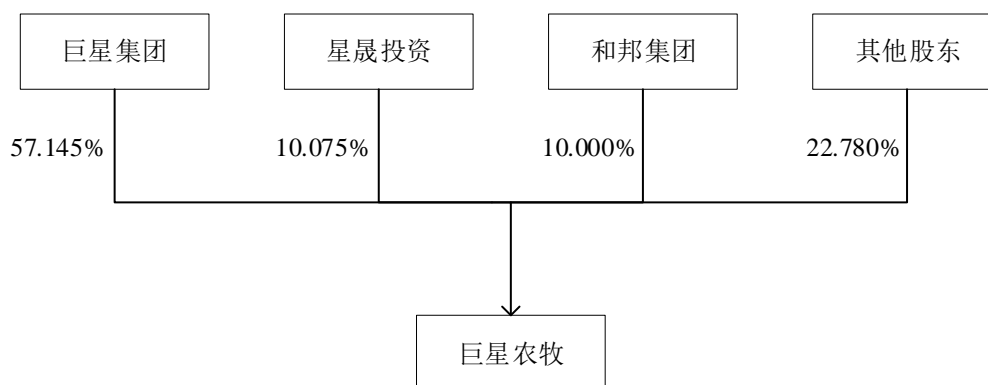 巨星集团
星晟投资
和邦集团
其他股东
57.145%
10.075%
10.000%
22.780%
巨星农牧